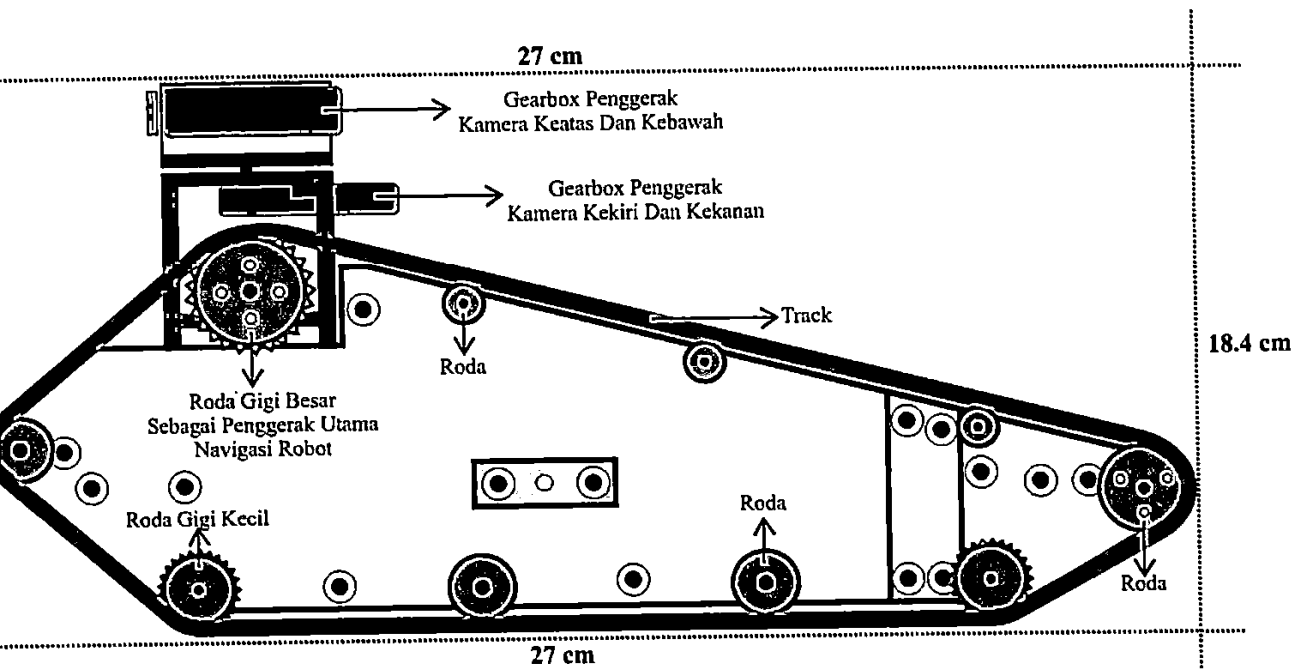 27 cm
Gearbox Penggerak
Kamera Keatas Dan Kebawah
Gearbox Penggerak
Kamera Kekiri Dan Kekanan
Track
18.4 cm
Roda
Roda Gigi Besar
Sebagai Penggerak Utama
Navigasi Robot
Roda Gigi Kecil
Roda
Roda
27 cm